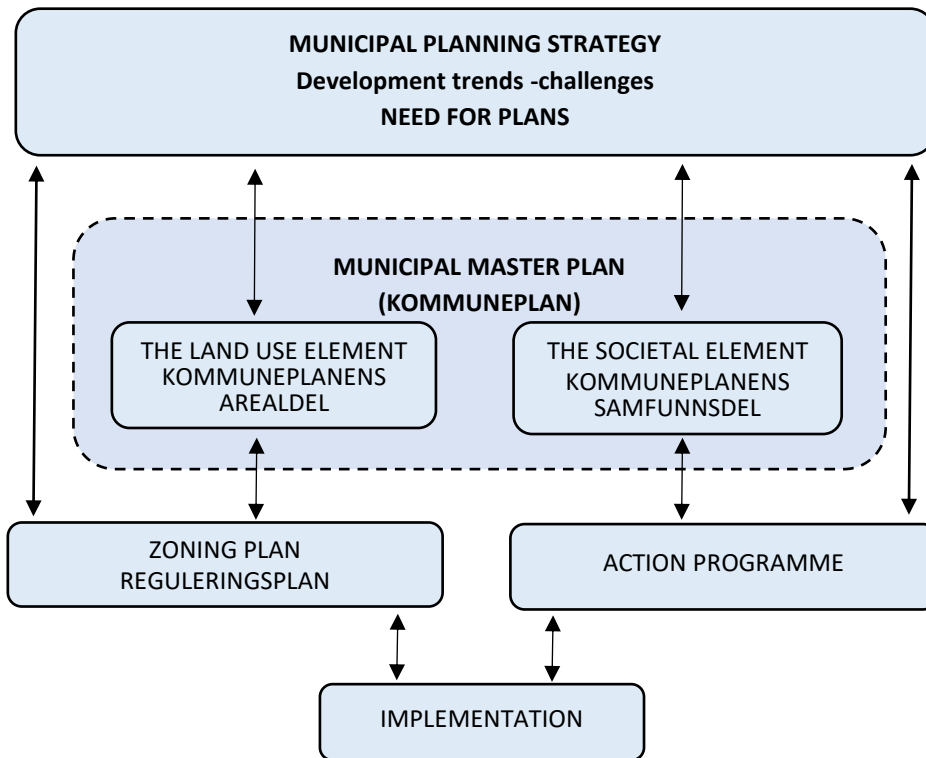 MUNICIPAL PLANNING STRATEGY
Development trends -challenges
NEED FOR PLANS
MUNICIPAL MASTER PLAN
(KOMMUNEPLAN)
THE LAND USE ELEMENT
KOMMUNEPLANENS
AREALDEL
THE SOCIETAL ELEMENT
KOMMUNEPLANENS
SAMFUNNSDEL
ZONING PLAN
REGULERINGSPLAN
ACTION PROGRAMME
IMPLEMENTATION